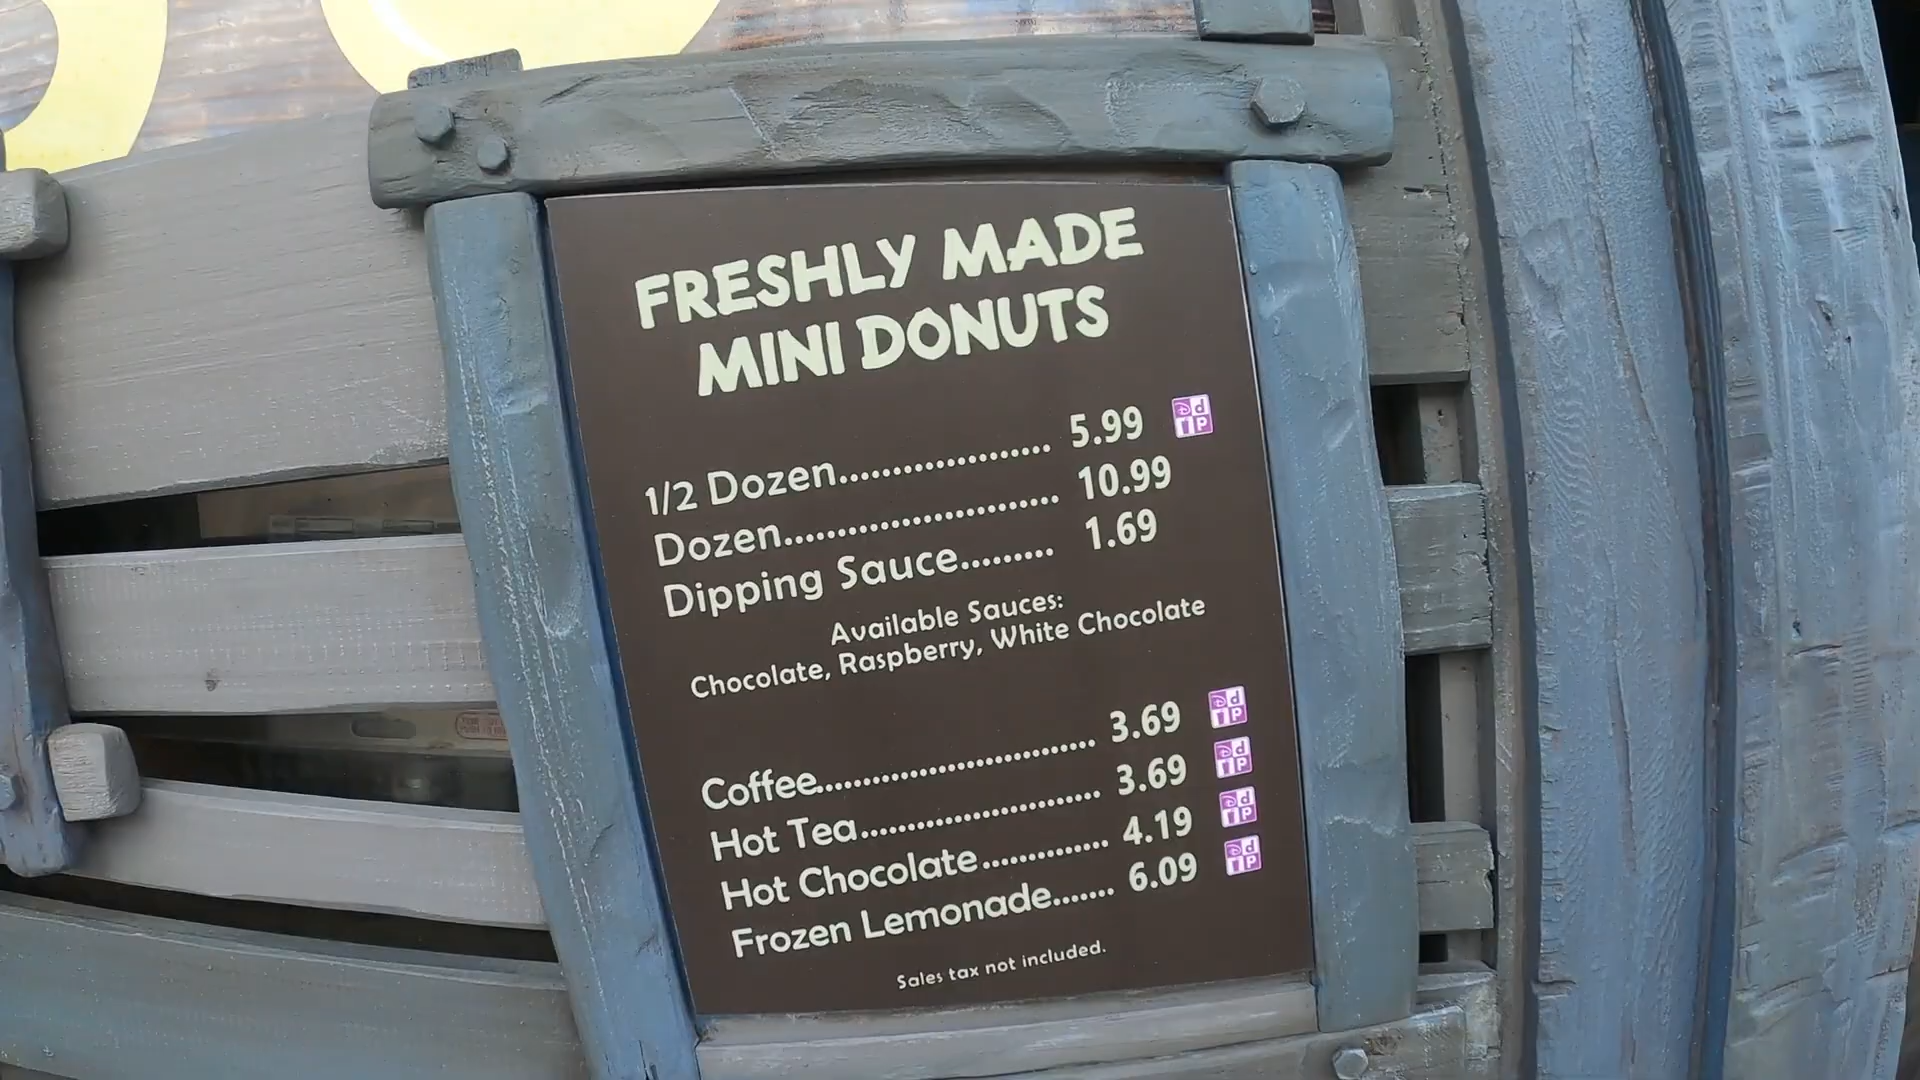 FRESHLY MADE
MINI DONUTS
1/2 Dozen.................... 5.99
Dozen.......................... 10.99
Dipping Sauce......... 1.69
Available Sauces:
Chocolate, Raspberry, White Chocolate
Coffee.............................. 3.69
Hot Tea.......................... 3.69
Hot Chocolate.............. 4.19
Frozen Lemonade....... 6.09
Sales tax not included.